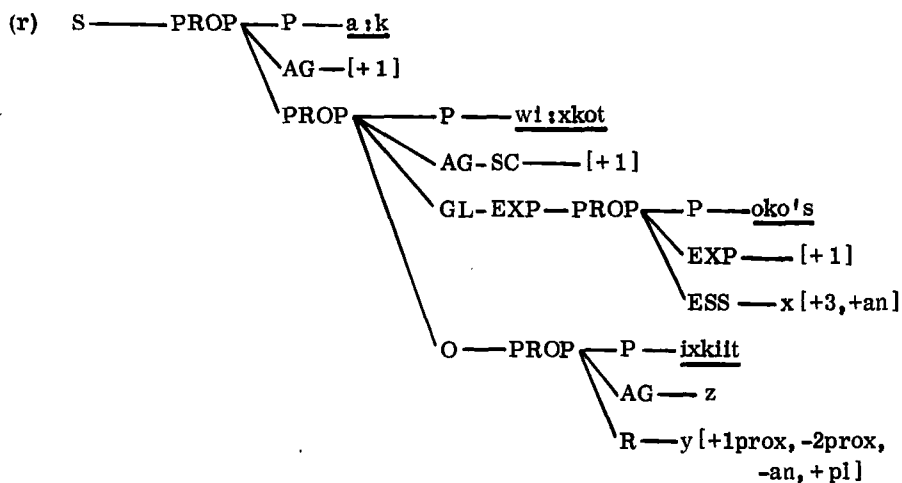 (r) S PROP P a:k
AG [+1]
PROP P wi:xkot
AG-SC [+1]
GL-EXP PROP P oko's
EXP [+1]
ESS x [+3, +an]
O PROP P ixkiit
AG z
R y [+1prox, -2prox,
-an, +pl]